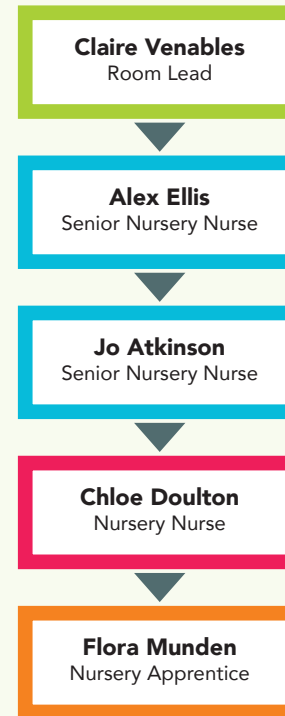 Claire Venables
Room Lead
Alex Ellis
Senior Nursery Nurse
Jo Atkinson
Senior Nursery Nurse
Chloe Doulton
Nursery Nurse
Flora Munden
Nursery Apprentice